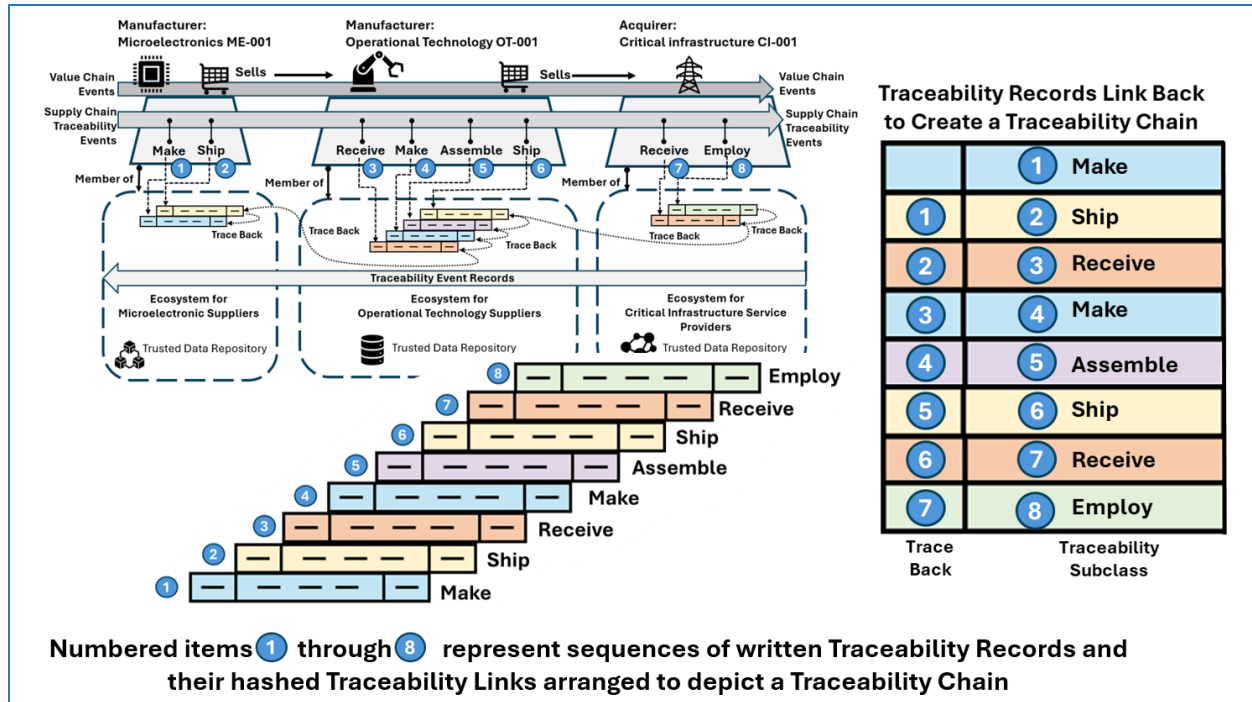 Manufacturer:
Microelectronics ME-001
Manufacturer:
Operational Technology OT-001
Acquirer:
Critical infrastructure CI-001
Value Chain
Events
Sells
Sells
Value Chain
Events
Supply Chain
Traceability
Events
Supply Chain
Traceability
Events
Make Ship
1 2
Receive Make Assemble Ship
3 4 5 6
Receive Employ
7 8
Member of
Member of
Member of
Trace Back
Trace Back
Trace Back
Trace Back
Trace Back
Traceability Event Records
Ecosystem for
Microelectronic Suppliers
Trusted Data Repository
Ecosystem for
Operational Technology Suppliers
Trusted Data Repository
Ecosystem for
Critical Infrastructure Service
Providers
Trusted Data Repository
8 Employ
7 Receive
6 Ship
5 Assemble
4 Make
3 Receive
2 Ship
1 Make
Traceability Records Link Back
to Create a Traceability Chain
1 Make
1 2 Ship
2 3 Receive
3 4 Make
4 5 Assemble
5 6 Ship
6 7 Receive
7 8 Employ
Trace
Back
Traceability
Subclass
Numbered items 1 through 8 represent sequences of written Traceability Records and
their hashed Traceability Links arranged to depict a Traceability Chain